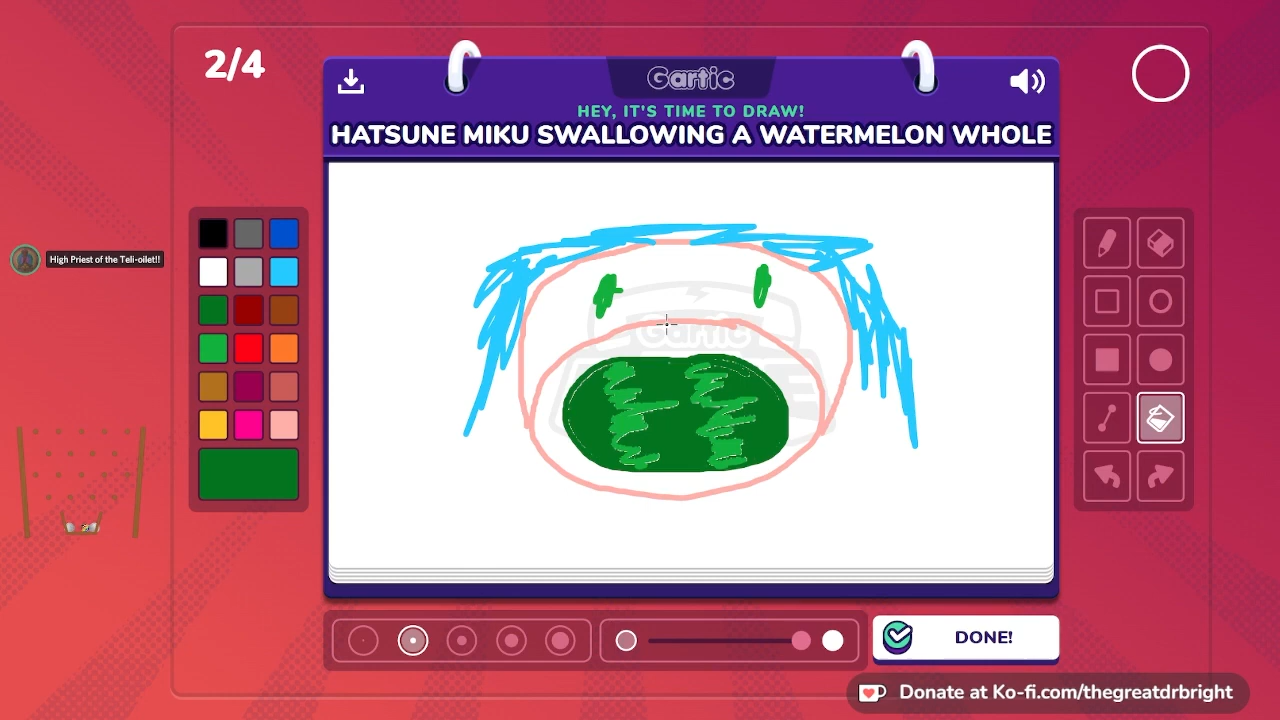 2/4
Gartic
HEY, IT'S TIME TO DRAW!
HATSUNE MIKU SWALLOWING A WATERMELON WHOLE
High Priest of the Teli-oilet!!
Gartic
DONE!
Donate at Ko-fi.com/thegreatdrbright